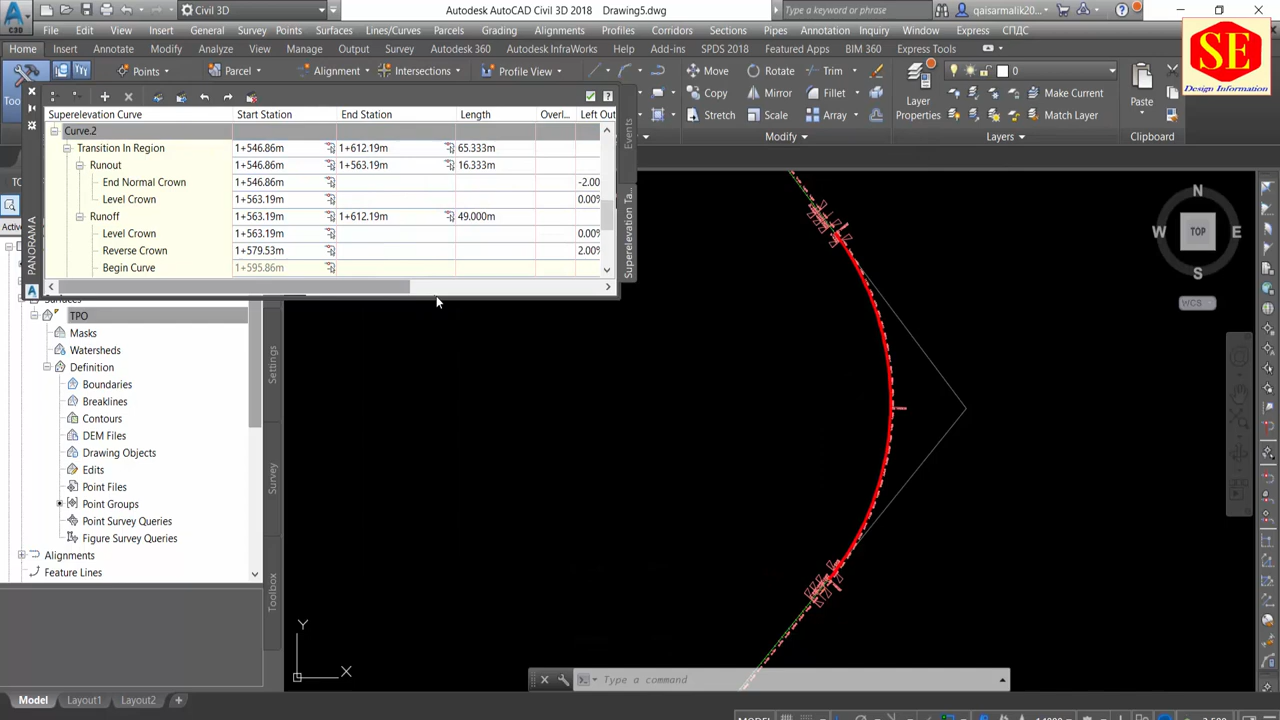 Civil 3D
Autodesk AutoCAD Civil 3D 2018 Drawing5.dwg
Type a keyword or phrase
qaisarmalik20...
File Edit View Insert General Survey Points Surfaces Lines/Curves Parcels Grading Alignments Profiles Corridors Sections Pipes Annotation Inquiry Window Express СПДС
Home Insert Annotate Modify Analyze View Manage Output Survey Autodesk 360 Autodesk InfraWorks Help Add-ins SPDS 2018 Featured Apps BIM 360 Express Tools
SE
Design Information
Points Parcel Alignment Intersections Profile View Move Rotate Trim 0
Copy Mirror Fillet Make Current
Stretch Scale Array Match Layer
Layer
Properties
Paste
Modify Layers Clipboard
Superelevation Curve Start Station End Station Length Overl... Left Out
Curve.2
Transition In Region 1+546.86m 1+612.19m 65.333m
Runout 1+546.86m 1+563.19m 16.333m
End Normal Crown 1+546.86m -2.00
Level Crown 1+563.19m 0.00%
Runoff 1+563.19m 1+612.19m 49.000m
Level Crown 1+563.19m 0.00%
Reverse Crown 1+579.53m 2.00%
Begin Curve 1+595.86m
PANORAMA
Events
Superelevation Ta...
TPO
Masks
Watersheds
Definition
Boundaries
Breaklines
Contours
DEM Files
Drawing Objects
Edits
Point Files
Point Groups
Point Survey Queries
Figure Survey Queries
Alignments
Feature Lines
Settings
Survey
Toolbox
N
W TOP E
S
WCS
Y
X
Type a command
Model Layout1 Layout2 +
MODEL